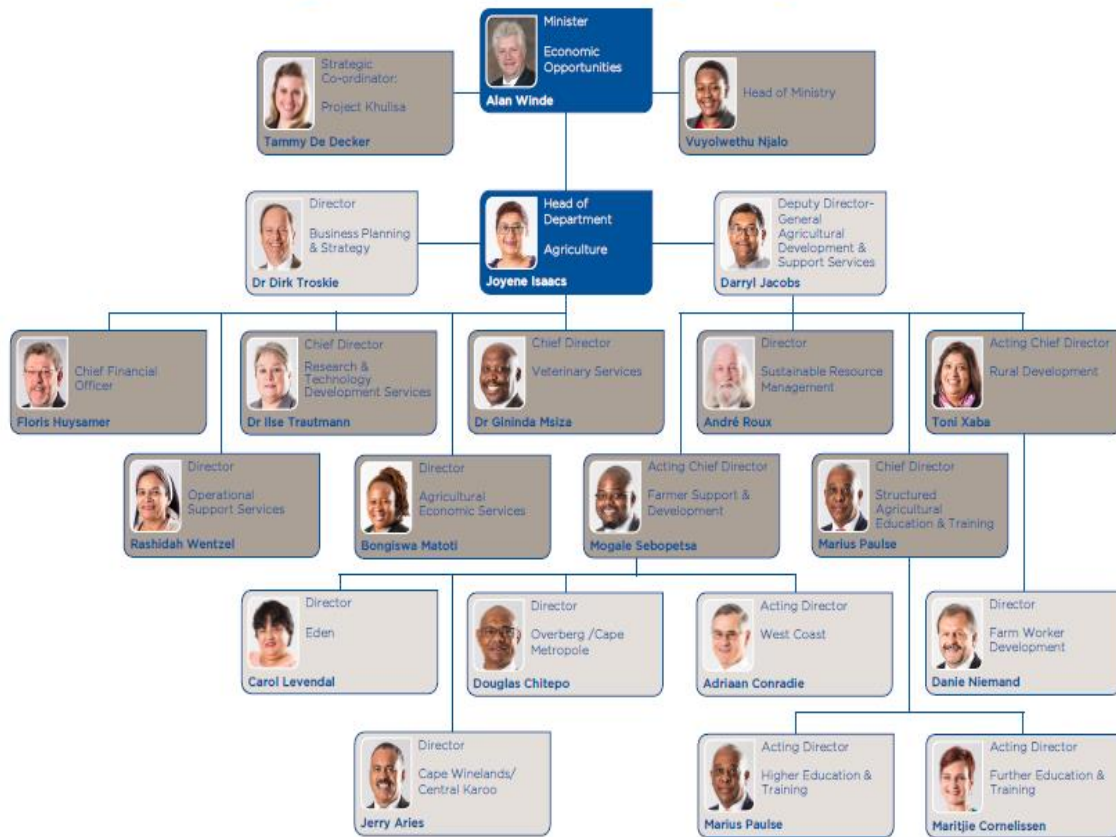 Minister
Economic
Opportunities
Alan Winde
Strategic
Co-ordinator:
Project Khulisa
Tammy De Decker
Head of Ministry
Vuyolwethu Njalo
Director
Business Planning
& Strategy
Dr Dirk Troskie
Head of
Department
Agriculture
Joyene Isaacs
Deputy Director-
General
Agricultural
Development &
Support Services
Darryl Jacobs
Chief Financial
Officer
Floris Huysamer
Chief Director
Research &
Technology
Development Services
Dr Ilse Trautmann
Chief Director
Veterinary Services
Dr Gininda Msiza
Director
Sustainable Resource
Management
André Roux
Acting Chief Director
Rural Development
Toni Xaba
Director
Operational
Support Services
Rashidah Wentzel
Director
Agricultural
Economic Services
Bongiswa Matoti
Acting Chief Director
Farmer Support &
Development
Mogale Sebopetsa
Chief Director
Structured
Agricultural
Education & Training
Marius Paulse
Director
Eden
Carol Levendal
Director
Overberg /Cape
Metropole
Douglas Chitepo
Acting Director
West Coast
Adriaan Conradie
Director
Farm Worker
Development
Danie Niemand
Director
Cape Winelands/
Central Karoo
Jerry Aries
Acting Director
Higher Education &
Training
Marius Paulse
Acting Director
Further Education &
Training
Maritjie Cornelissen